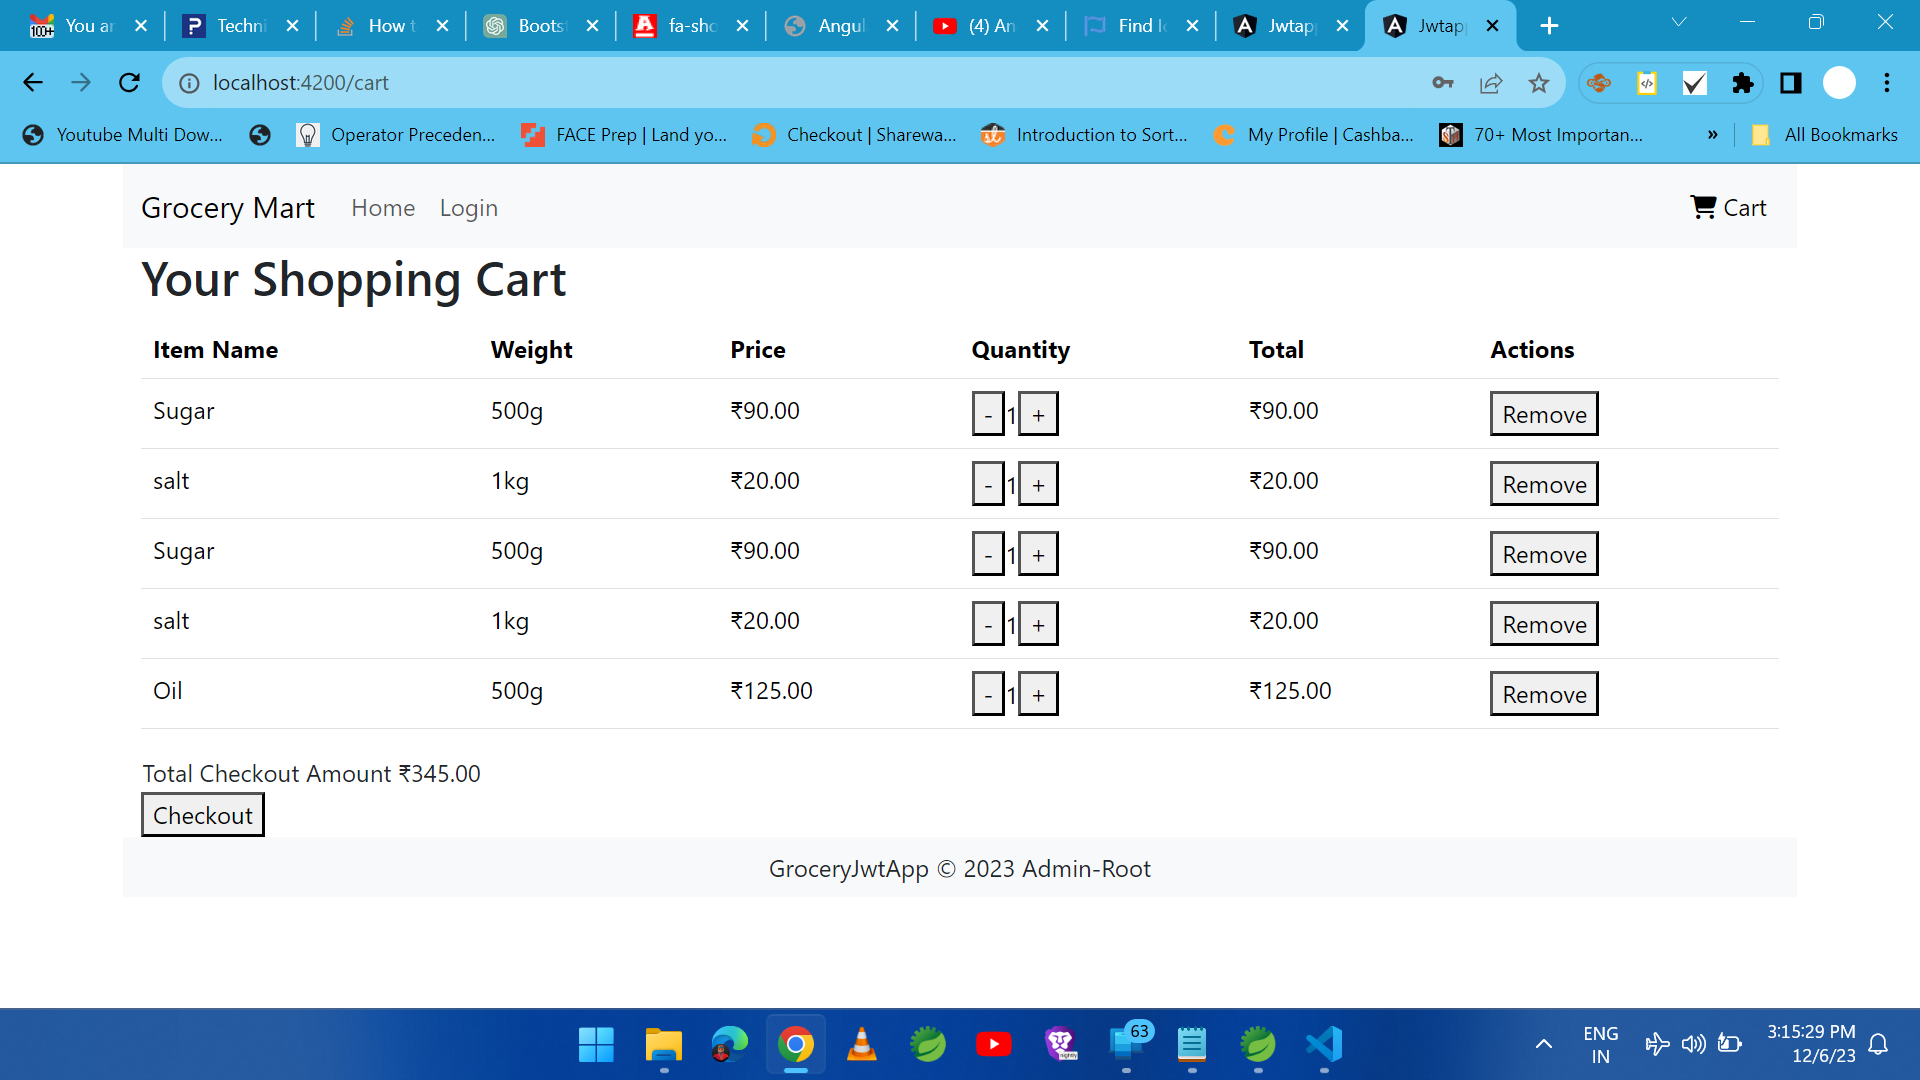 You ar
Techni
How t
Boots
fa-sho
Angul
(4) An
Find Ic
Jwtap
Jwtap
localhost:4200/cart
Youtube Multi Dow...
Operator Preceden...
FACE Prep | Land yo...
Checkout | Sharewa...
Introduction to Sort...
My Profile | Cashba...
70+ Most Importan...
»
All Bookmarks
Grocery Mart Home Login Cart
Your Shopping Cart
Item Name Weight Price Quantity Total Actions
Sugar 500g ₹90.00 - 1 + ₹90.00 Remove
salt 1kg ₹20.00 - 1 + ₹20.00 Remove
Sugar 500g ₹90.00 - 1 + ₹90.00 Remove
salt 1kg ₹20.00 - 1 + ₹20.00 Remove
Oil 500g ₹125.00 - 1 + ₹125.00 Remove
Total Checkout Amount ₹345.00
Checkout
GroceryJwtApp © 2023 Admin-Root
63
ENG
IN
3:15:29 PM
12/6/23